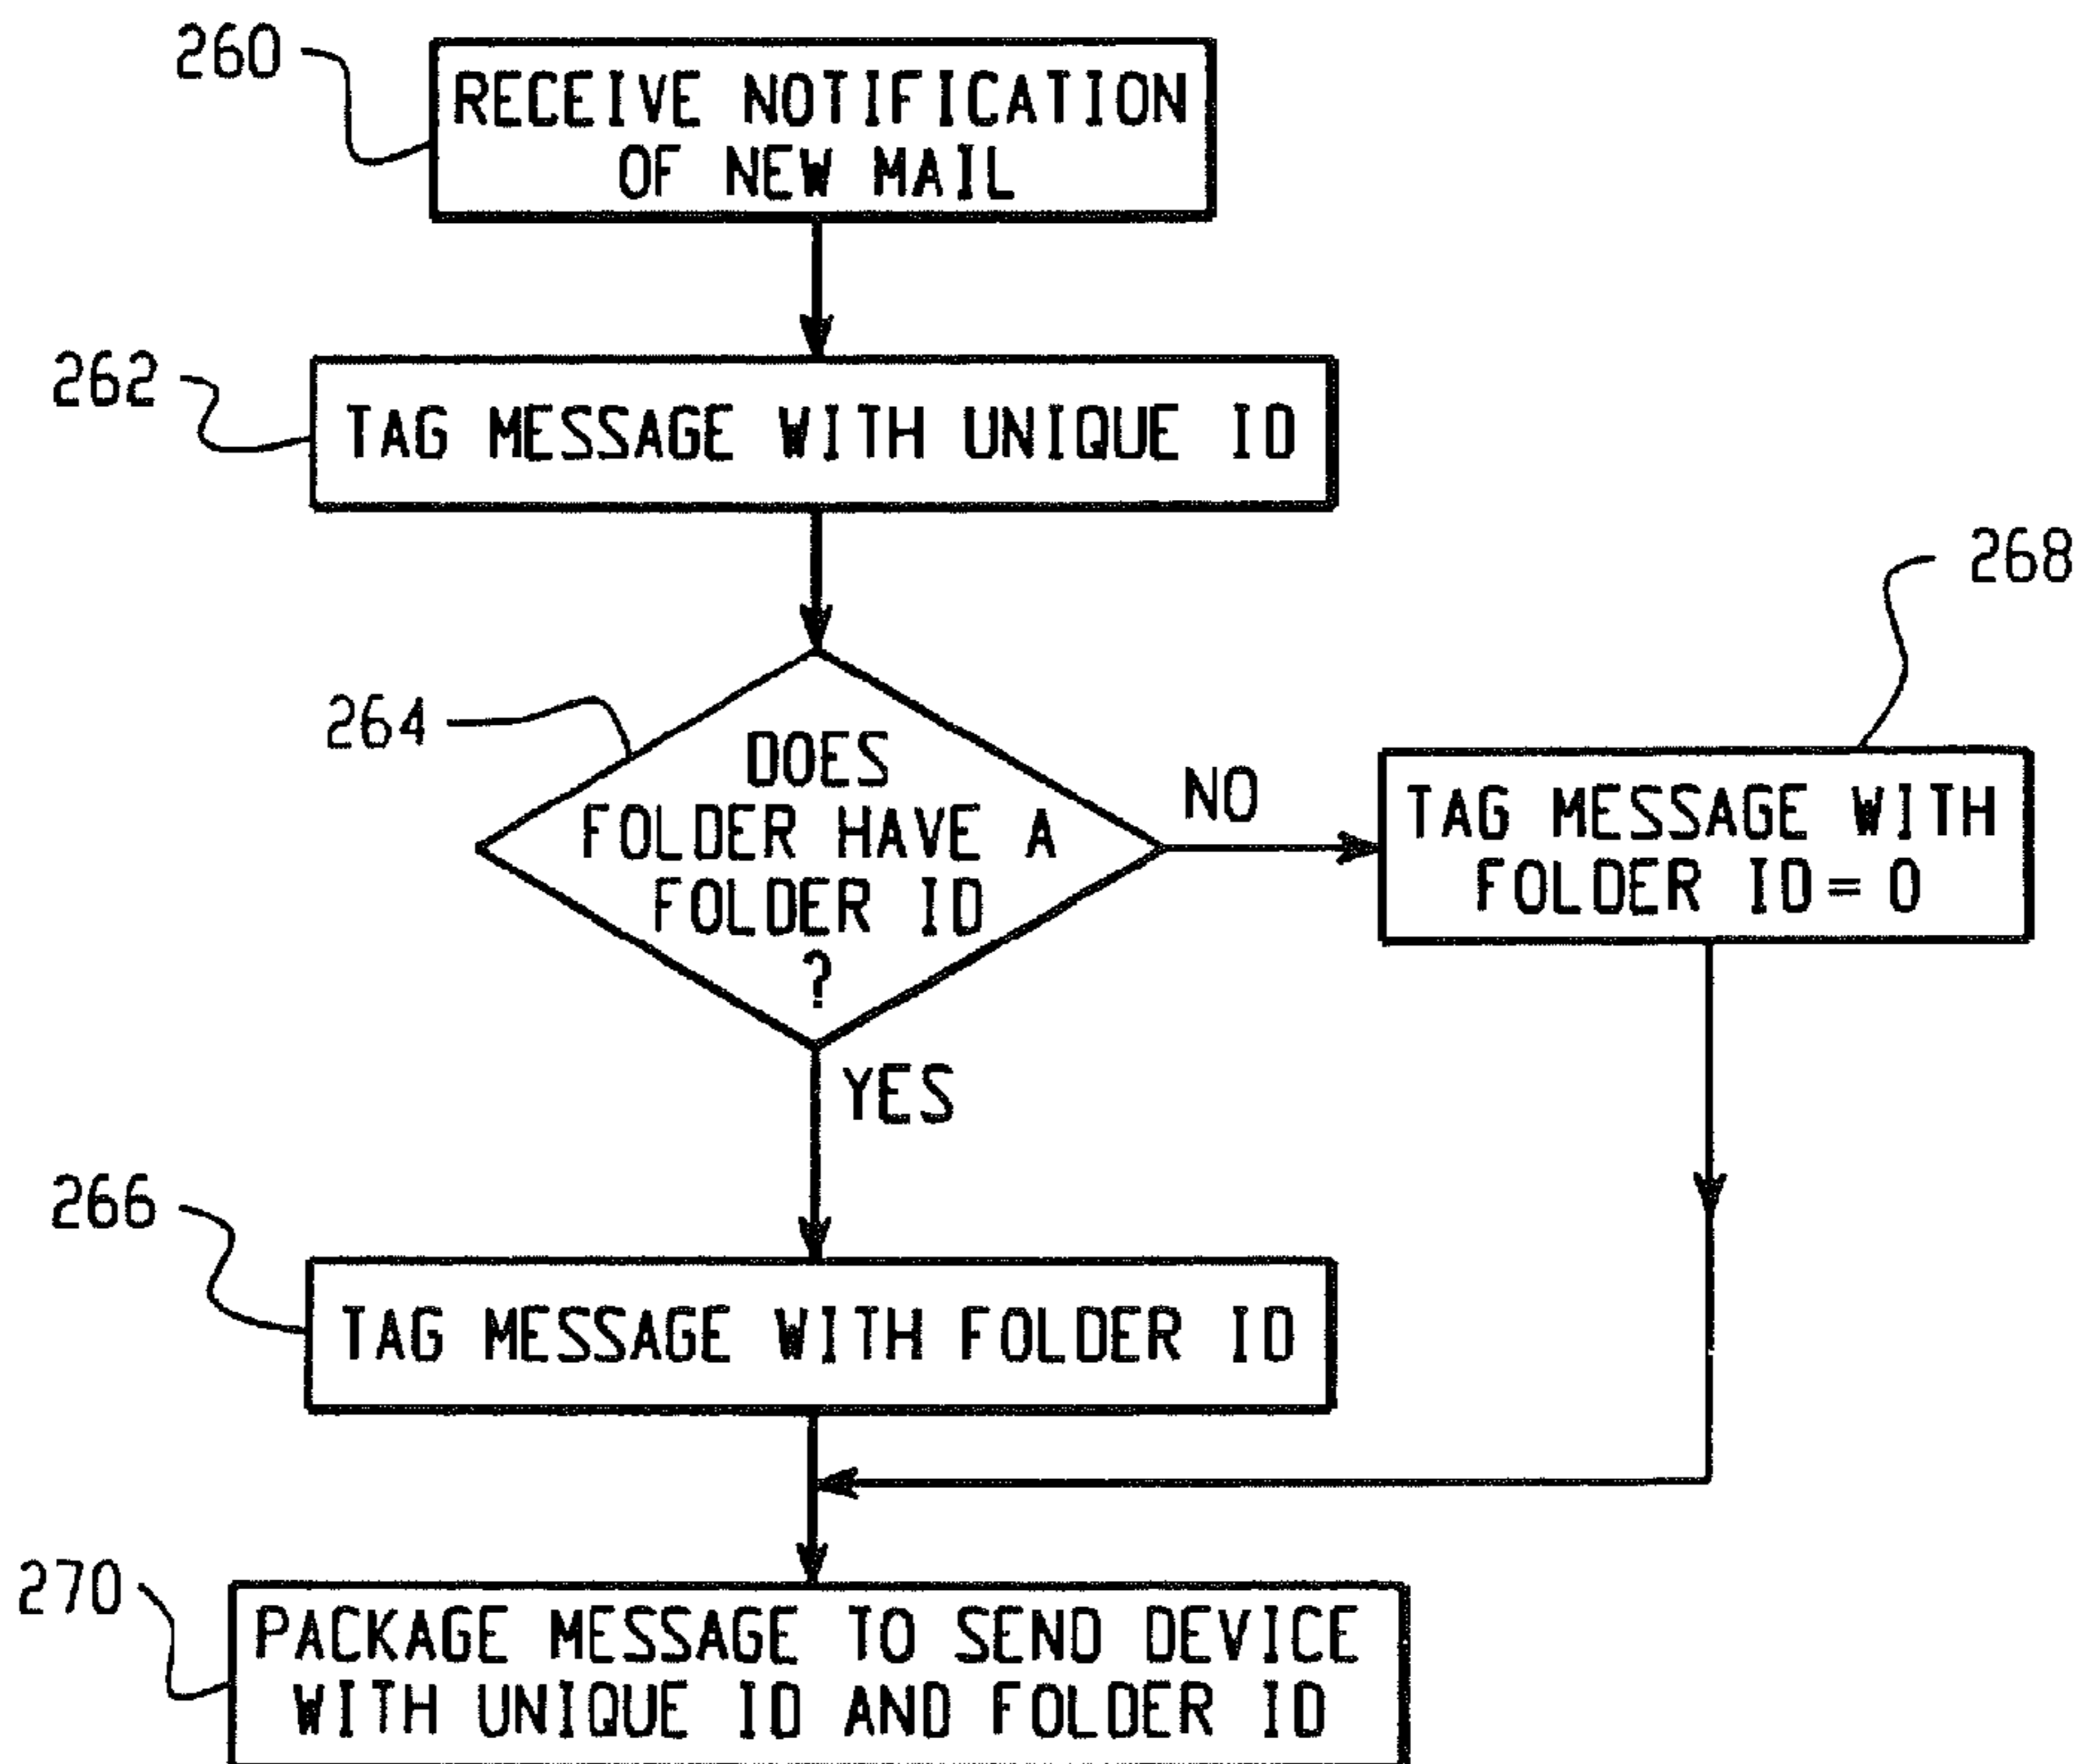 260
RECEIVE NOTIFICATION
OF NEW MAIL
262
TAG MESSAGE WITH UNIQUE ID
264
DOES
FOLDER HAVE A
FOLDER ID
?
NO
268
TAG MESSAGE WITH
FOLDER ID = 0
YES
266
TAG MESSAGE WITH FOLDER ID
270
PACKAGE MESSAGE TO SEND DEVICE
WITH UNIQUE ID AND FOLDER ID